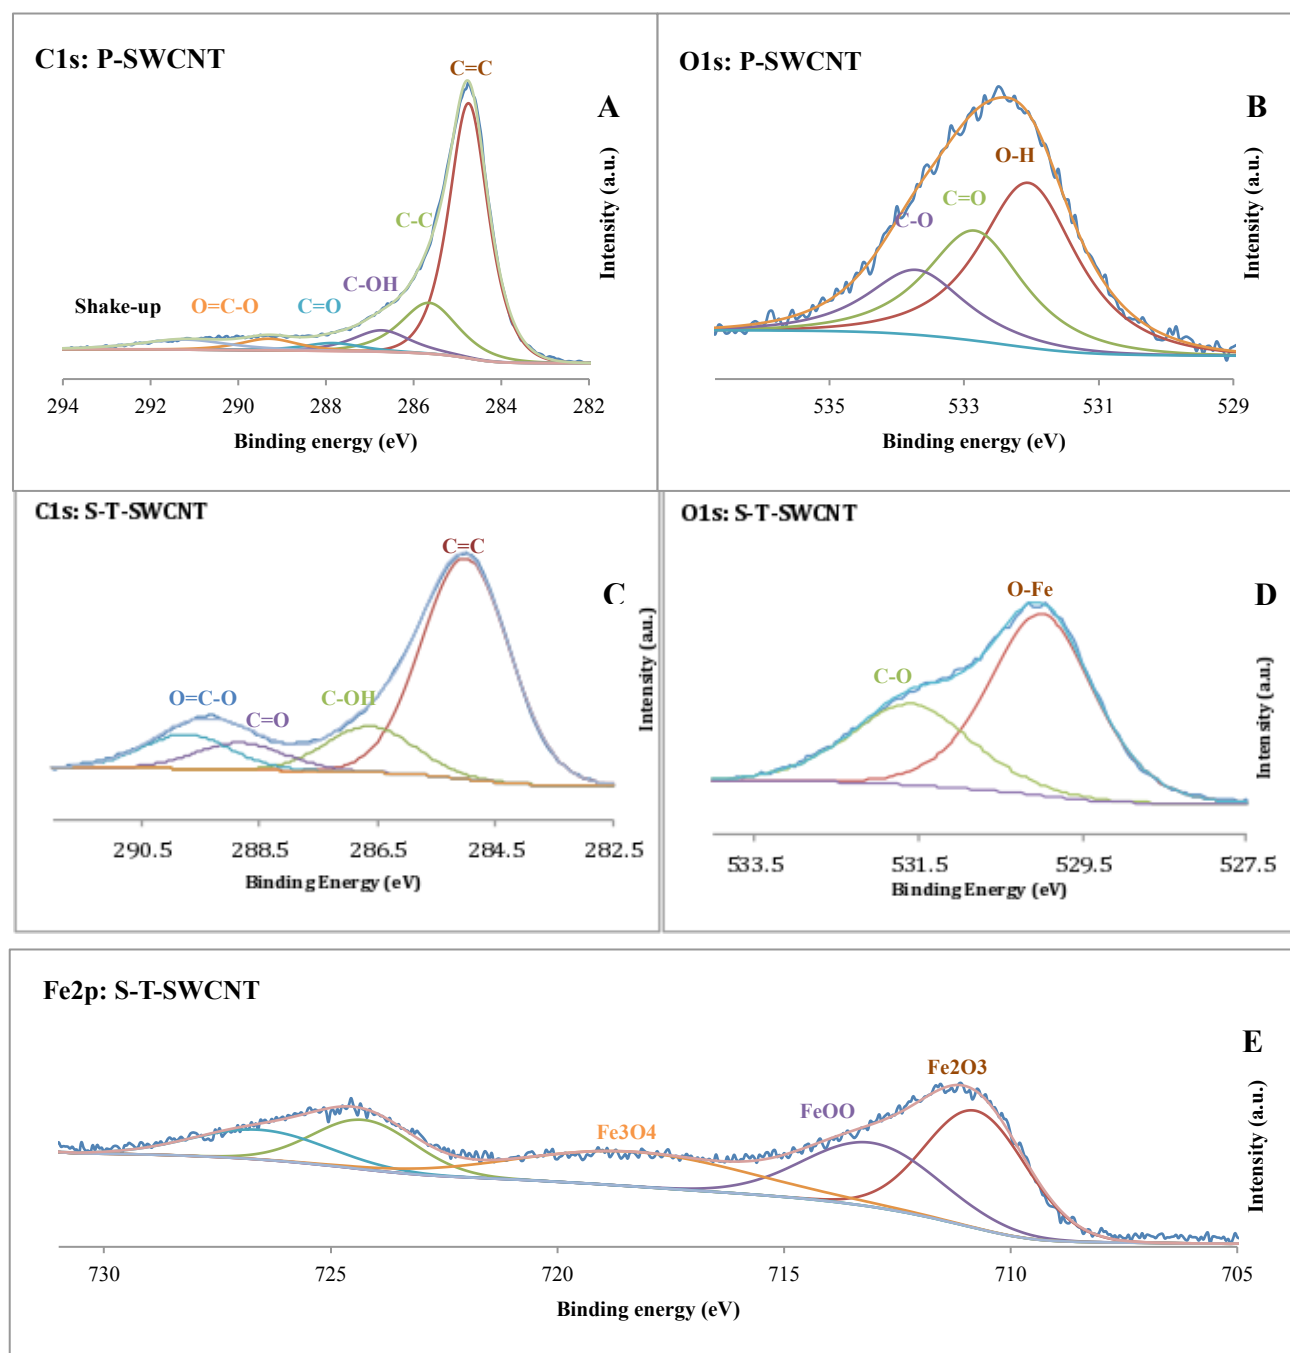 C1s: P-SWCNT
A
C=C
C-C
C-OH
C=O
O=C-O
Shake-up
294 292 290 288 286 284 282
Binding energy (eV)
Intensity (a.u.)
O1s: P-SWCNT
B
O-H
C=O
C-O
535 533 531 529
Binding energy (eV)
Intensity (a.u.)
C1s: S-T-SWCNT
C
C=C
O=C-O
C=O
C-OH
290.5 288.5 286.5 284.5 282.5
Binding Energy (eV)
Intensity (a.u.)
O1s: S-T-SWCNT
D
O-Fe
C-O
533.5 531.5 529.5 527.5
Binding Energy (eV)
Intensity (a.u.)
Fe2p: S-T-SWCNT
E
Fe2O3
FeOO
Fe3O4
730 725 720 715 710 705
Binding energy (eV)
Intensity (a.u.)